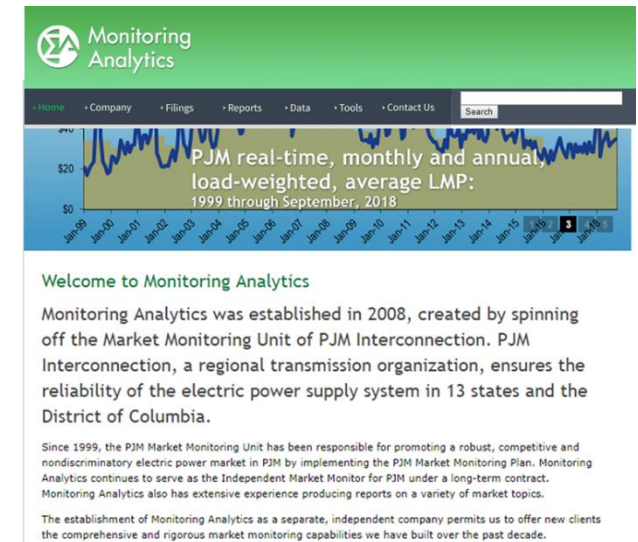 Monitoring
Analytics
Home Company Filings Reports Data Tools Contact Us
Search
$40
PJM real-time, monthly and annual,
$20
load-weighted, average LMP:
1999 through September, 2018
$0
Jan-99 Jan-00 Jan-01 Jan-02 Jan-03 Jan-04 Jan-05 Jan-06 Jan-07 Jan-08 Jan-09 Jan-10 Jan-11 Jan-12 Jan-13 Jan-14 Jan-15 Jan-16
1 2 3 4 5
Welcome to Monitoring Analytics
Monitoring Analytics was established in 2008, created by spinning
off the Market Monitoring Unit of PJM Interconnection. PJM
Interconnection, a regional transmission organization, ensures the
reliability of the electric power supply system in 13 states and the
District of Columbia.
Since 1999, the PJM Market Monitoring Unit has been responsible for promoting a robust, competitive and
nondiscriminatory electric power market in PJM by implementing the PJM Market Monitoring Plan. Monitoring
Analytics continues to serve as the Independent Market Monitor for PJM under a long-term contract.
Monitoring Analytics also has extensive experience producing reports on a variety of market topics.
The establishment of Monitoring Analytics as a separate, independent company permits us to offer new clients
the comprehensive and rigorous market monitoring capabilities we have built over the past decade.